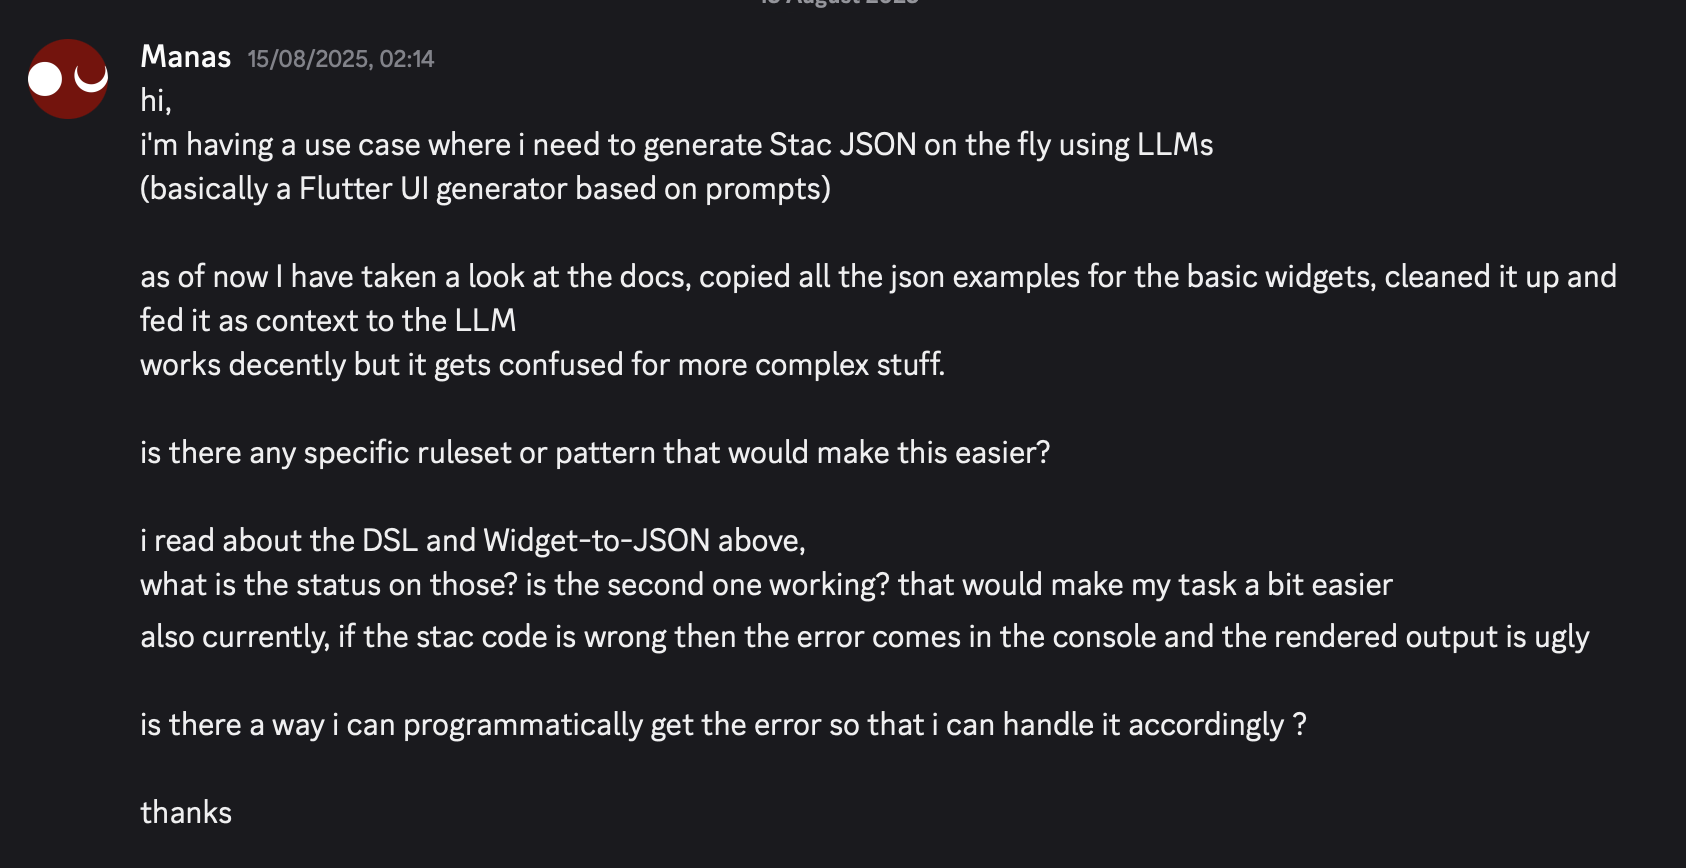 Manas 15/08/2025, 02:14
hi,
i'm having a use case where i need to generate Stac JSON on the fly using LLMs
(basically a Flutter UI generator based on prompts)
as of now I have taken a look at the docs, copied all the json examples for the basic widgets, cleaned it up and
fed it as context to the LLM
works decently but it gets confused for more complex stuff.
is there any specific ruleset or pattern that would make this easier?
i read about the DSL and Widget-to-JSON above,
what is the status on those? is the second one working? that would make my task a bit easier
also currently, if the stac code is wrong then the error comes in the console and the rendered output is ugly
is there a way i can programmatically get the error so that i can handle it accordingly ?
thanks